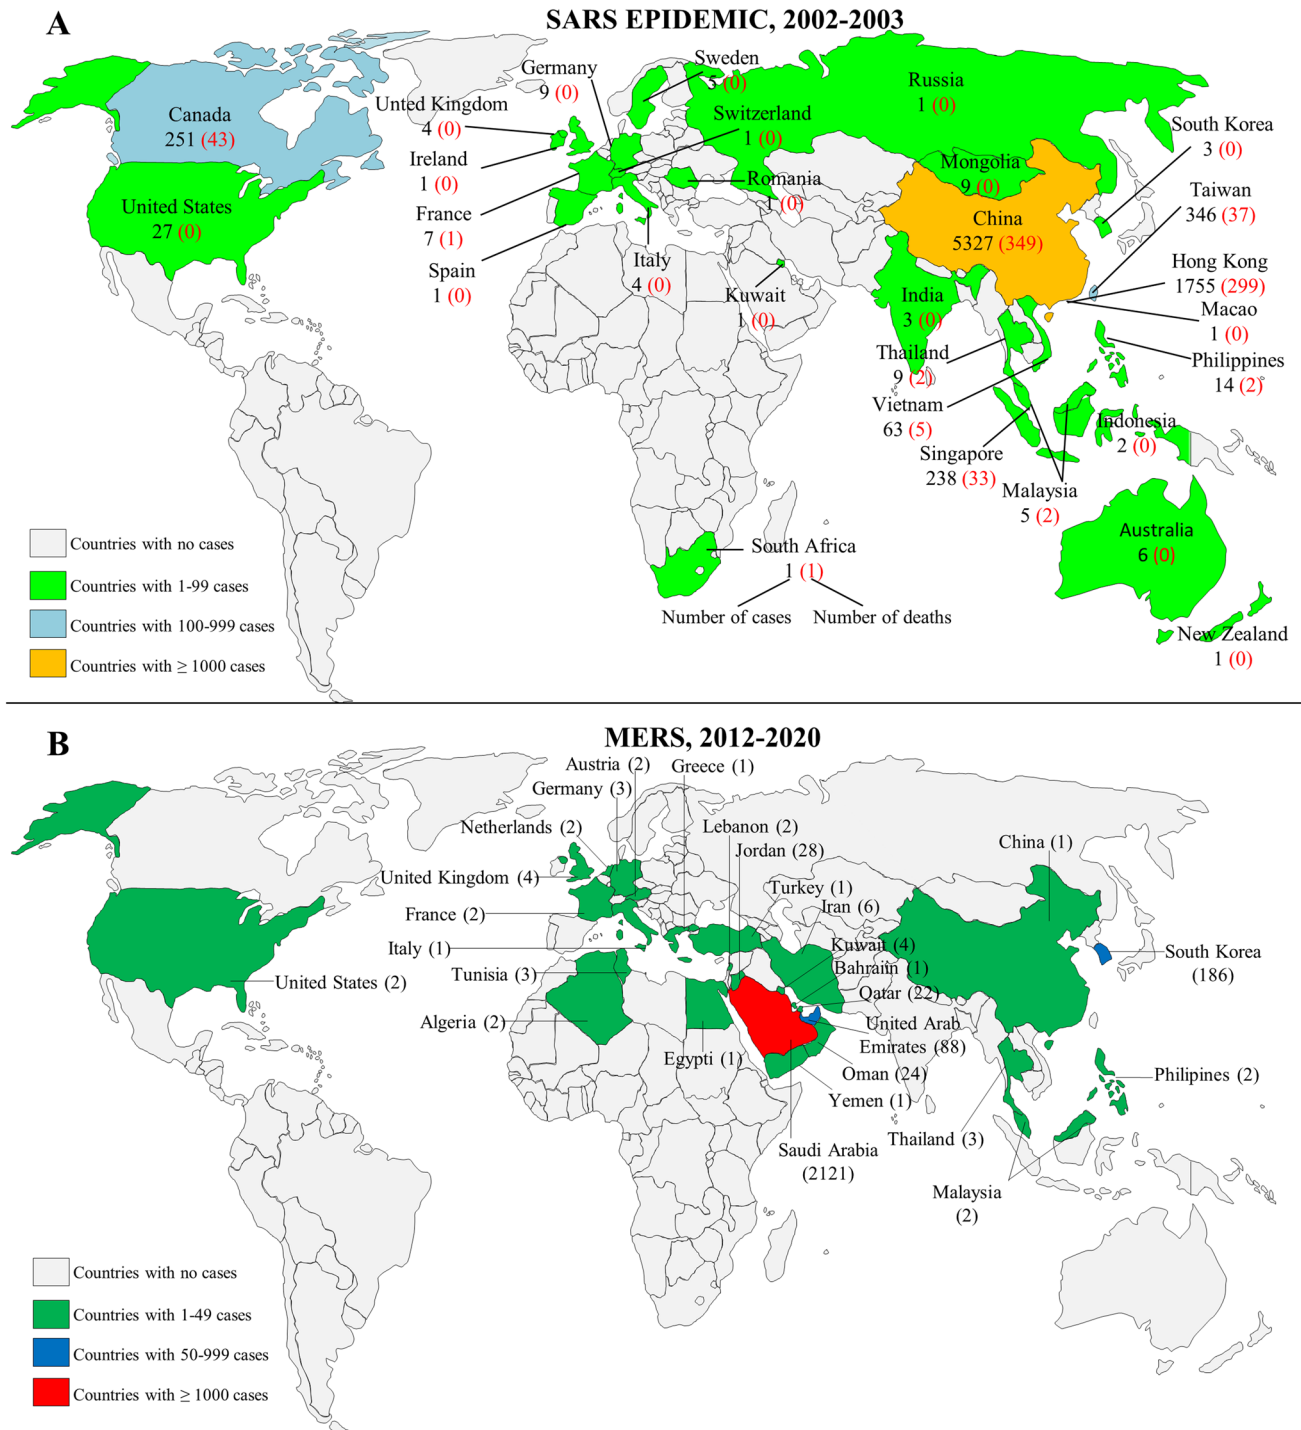 A
SARS EPIDEMIC, 2002-2003
Canada
251 (43)
United States
27 (0)
Germany
9 (0)
Unted Kingdom
4 (0)
Ireland
1 (0)
France
7 (1)
Spain
1 (0)
Sweden
5 (0)
Switzerland
1 (0)
Romania
1 (0)
Italy
4 (0)
Kuwait
1 (0)
Russia
1 (0)
Mongolia
9 (0)
China
5327 (349)
India
3 (0)
South Korea
3 (0)
Taiwan
346 (37)
Hong Kong
1755 (299)
Macao
1 (0)
Philippines
14 (2)
Thailand
9 (2)
Vietnam
63 (5)
Singapore
238 (33)
Malaysia
5 (2)
Indonesia
2 (0)
Australia
6 (0)
New Zealand
1 (0)
South Africa
1 (1)
Number of cases
Number of deaths
Countries with no cases
Countries with 1-99 cases
Countries with 100-999 cases
Countries with ≥ 1000 cases
B
MERS, 2012-2020
Austria (2)
Greece (1)
Germany (3)
Netherlands (2)
Lebanon (2)
Jordan (28)
United Kingdom (4)
Turkey (1)
France (2)
Iran (6)
Italy (1)
Kuwait (4)
Tunisia (3)
Bahrain (1)
Qatar (22)
United States (2)
Algeria (2)
United Arab
Emirates (88)
Egypti (1)
Oman (24)
Yemen (1)
Saudi Arabia
(2121)
China (1)
South Korea
(186)
Philipines (2)
Thailand (3)
Malaysia
(2)
Countries with no cases
Countries with 1-49 cases
Countries with 50-999 cases
Countries with ≥ 1000 cases